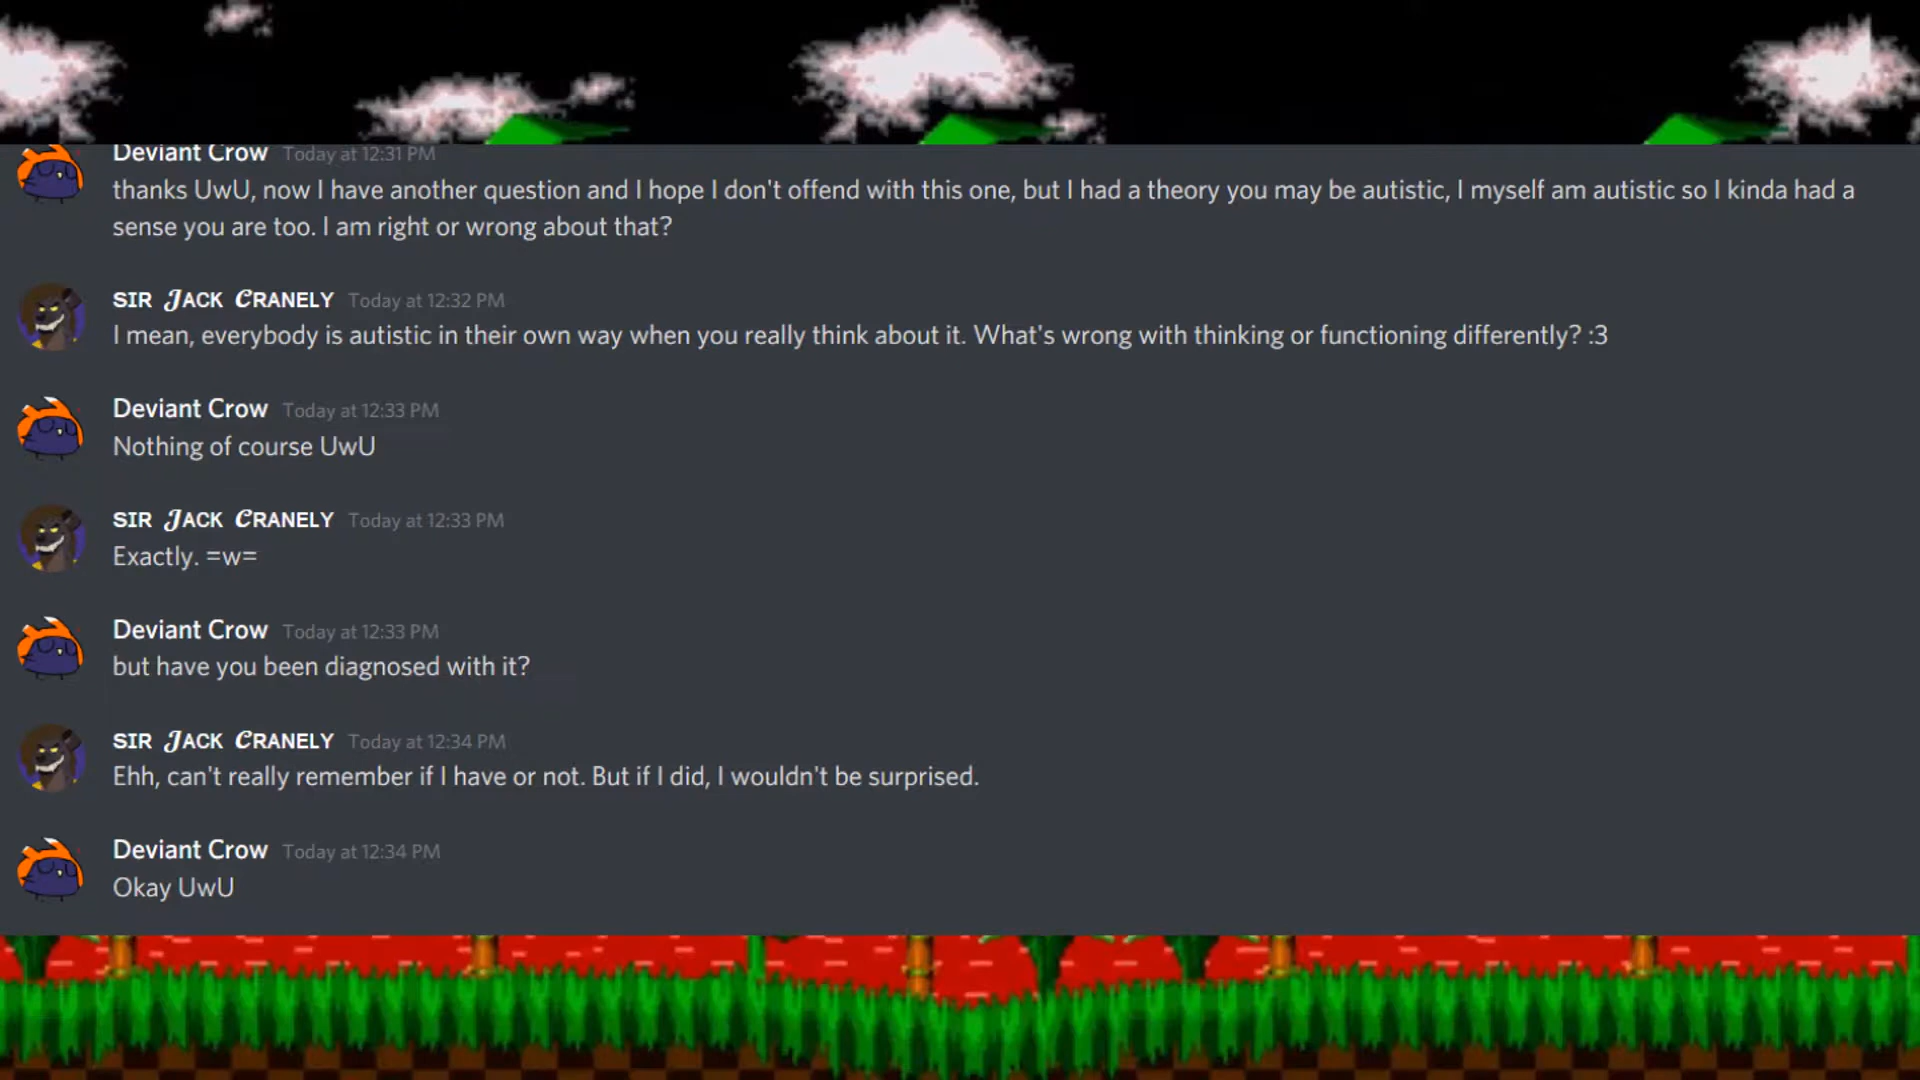 Deviant Crow Today at 12:31 PM
thanks UwU, now I have another question and I hope I don't offend with this one, but I had a theory you may be autistic, I myself am autistic so I kinda had a
sense you are too. I am right or wrong about that?
SIR 𝓙ACK 𝓒RANELY Today at 12:32 PM
I mean, everybody is autistic in their own way when you really think about it. What's wrong with thinking or functioning differently? :3
Deviant Crow Today at 12:33 PM
Nothing of course UwU
SIR 𝓙ACK 𝓒RANELY Today at 12:33 PM
Exactly. =w=
Deviant Crow Today at 12:33 PM
but have you been diagnosed with it?
SIR 𝓙ACK 𝓒RANELY Today at 12:34 PM
Ehh, can't really remember if I have or not. But if I did, I wouldn't be surprised.
Deviant Crow Today at 12:34 PM
Okay UwU